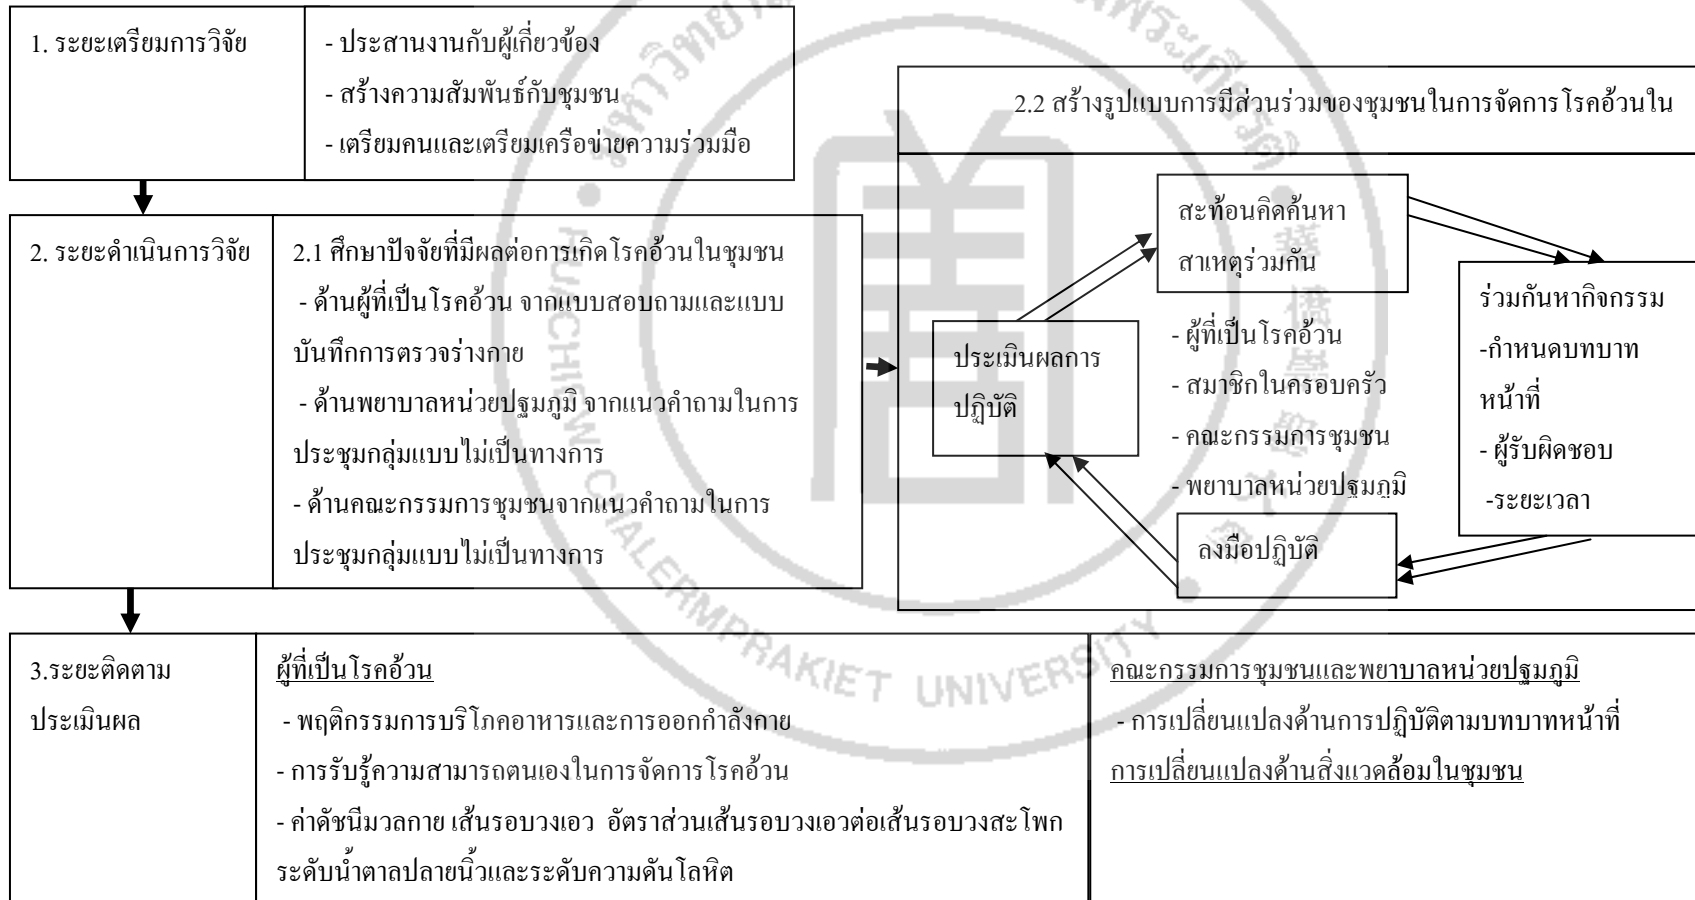 1. ระยะเตรียมการวิจัย
- ประสานงานกับผู้เกี่ยวข้อง
- สร้างความสัมพันธ์กับชุมชน
- เตรียมคนและเตรียมเครือข่ายความร่วมมือ
2. ระยะดำเนินการวิจัย
2.1 ศึกษาปัจจัยที่มีผลต่อการเกิดโรคอ้วนในชุมชน
- ด้านผู้ที่เป็นโรคอ้วน จากแบบสอบถามและแบบ
บันทึกการตรวจร่างกาย
- ด้านพยาบาลหน่วยปฐมภูมิ จากแนวคำถามในการ
ประชุมกลุ่มแบบไม่เป็นทางการ
- ด้านคณะกรรมการชุมชนจากแนวคำถามในการ
ประชุมกลุ่มแบบไม่เป็นทางการ
2.2 สร้างรูปแบบการมีส่วนร่วมของชุมชนในการจัดการโรคอ้วนใน
สะท้อนคิดค้นหา
สาเหตุร่วมกัน
ร่วมกันหากิจกรรม
-กำหนดบทบาท
หน้าที่
- ผู้รับผิดชอบ
-ระยะเวลา
ประเมินผลการ
ปฏิบัติ
- ผู้ที่เป็นโรคอ้วน
- สมาชิกในครอบครัว
- คณะกรรมการชุมชน
- พยาบาลหน่วยปฐมภูมิ
ลงมือปฏิบัติ
3.ระยะติดตาม
ประเมินผล
ผู้ที่เป็นโรคอ้วน
- พฤติกรรมการบริโภคอาหารและการออกกำลังกาย
- การรับรู้ความสามารถตนเองในการจัดการโรคอ้วน
- ค่าดัชนีมวลกาย เส้นรอบวงเอว อัตราส่วนเส้นรอบวงเอวต่อเส้นรอบวงสะโพก
ระดับน้ำตาลปลายนิ้วและระดับความดันโลหิต
คณะกรรมการชุมชนและพยาบาลหน่วยปฐมภูมิ
- การเปลี่ยนแปลงด้านการปฏิบัติตามบทบาทหน้าที่
การเปลี่ยนแปลงด้านสิ่งแวดล้อมในชุมชน
HUACHIEW CHALERMPRAKIET UNIVERSITY